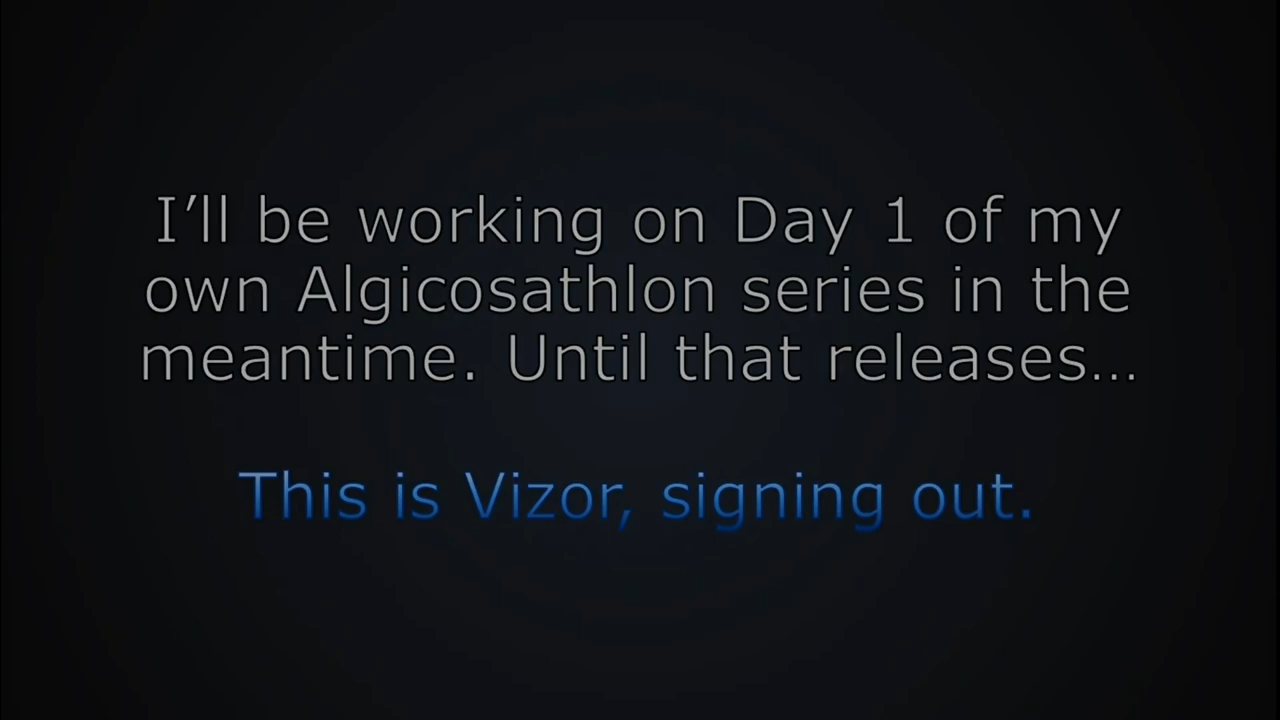 I’ll be working on Day 1 of my
own Algicosathlon series in the
meantime. Until that releases…
This is Vizor, signing out.